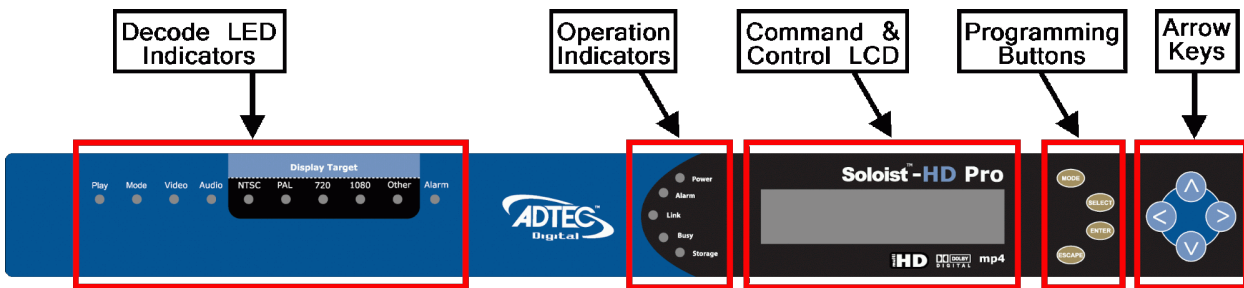 Decode LED
Indicators
Operation
Indicators
Command &
Control LCD
Programming
Buttons
Arrow
Keys
Display Target
Play Mode Video Audio NTSC PAL 720 1080 Other Alarm
ADTEC™
Digital
Power
Alarm
Link
Busy
Storage
Soloist™-HD Pro
HD DOLBY DIGITAL mp4
MODE
SELECT
ENTER
ESCAPE